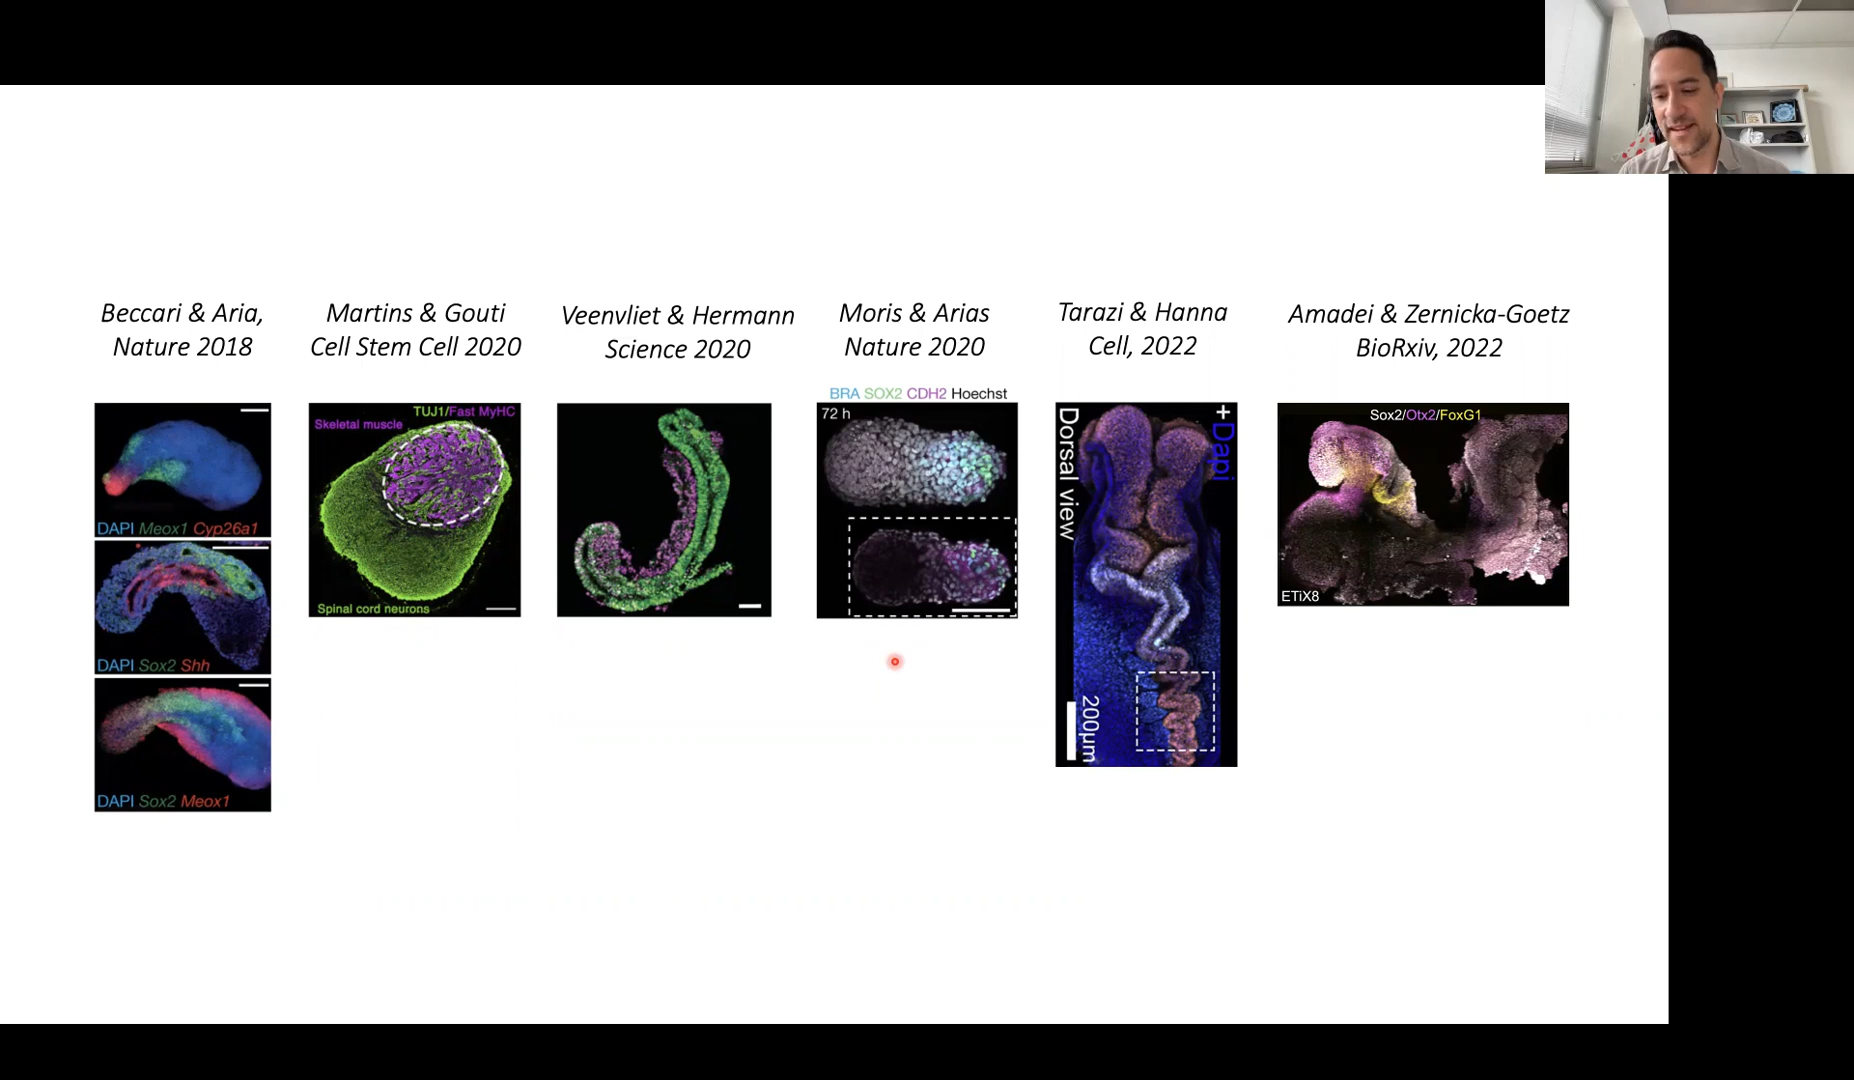 Beccari & Aria,
Nature 2018
DAPI Meox1 Cyp26a1
DAPI Sox2 Shh
DAPI Sox2 Meox1
Martins & Gouti
Cell Stem Cell 2020
TUJ1/Fast MyHC
Skeletal muscle
Spinal cord neurons
Veenvliet & Hermann
Science 2020
Moris & Arias
Nature 2020
BRA SOX2 CDH2 Hoechst
72 h
Tarazi & Hanna
Cell, 2022
Dorsal view
+Dapi
200µm
Amadei & Zernicka-Goetz
BioRxiv, 2022
Sox2/Otx2/FoxG1
ETiX8